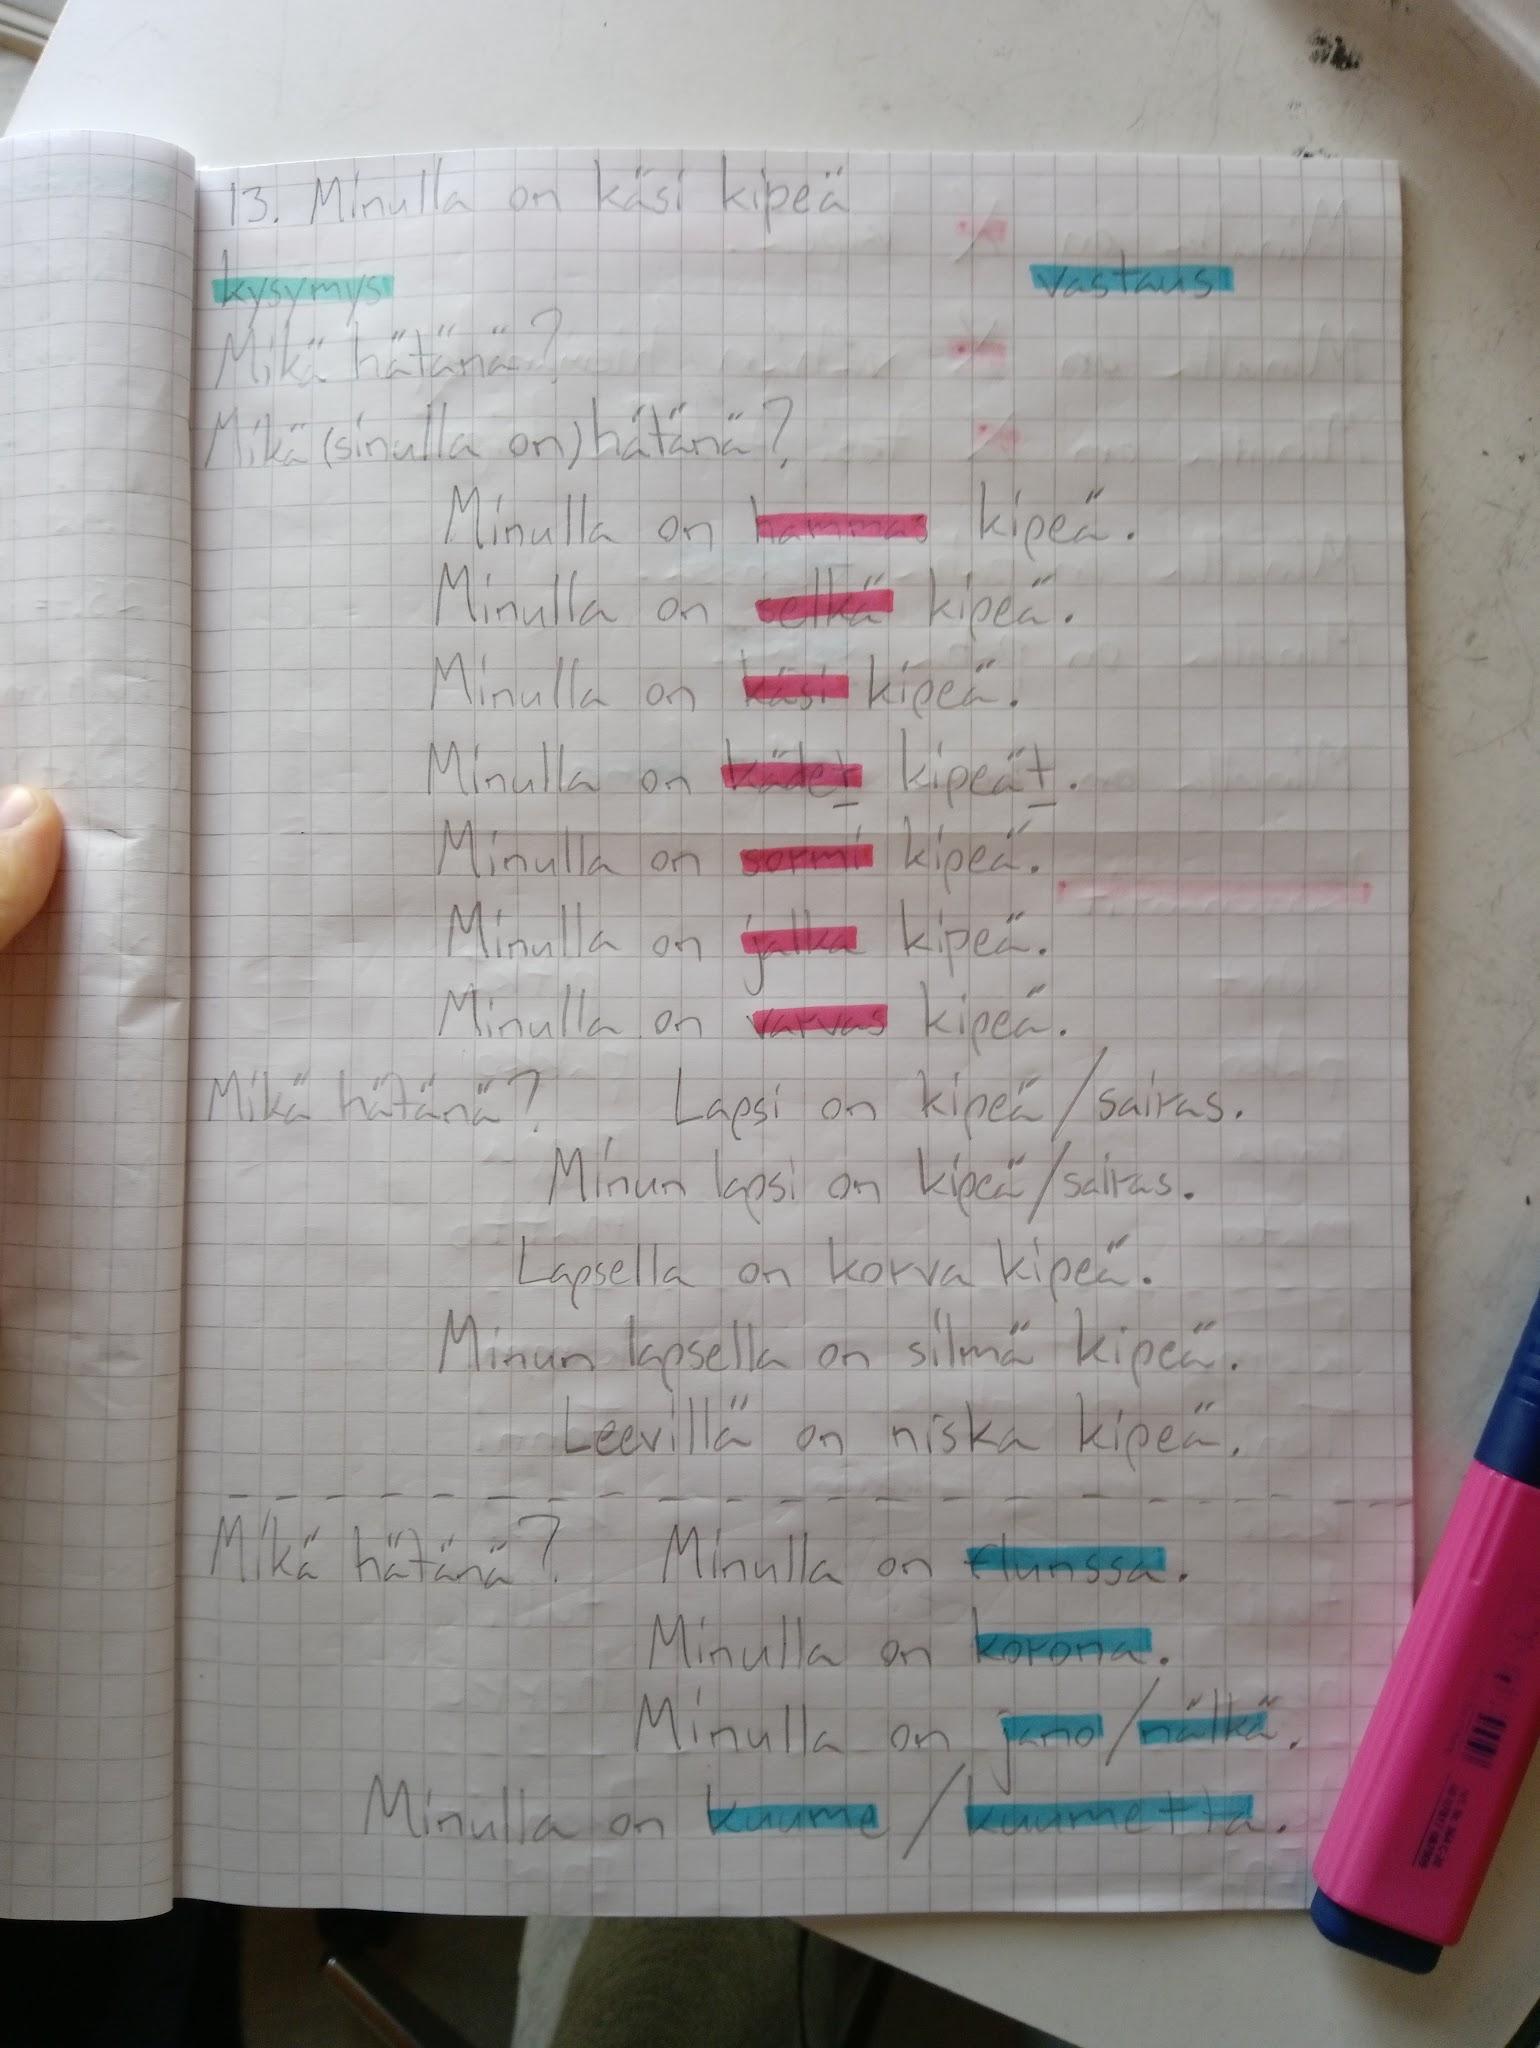 13. Minulla on käsi kipeä
kysymys vastaus
Mikä hätänä?
Mikä (sinulla on) hätänä?
Minulla on hammas kipeä.
Minulla on selkä kipeä.
Minulla on käsi kipeä.
Minulla on kädet kipeät.
Minulla on sormi kipeä.
Minulla on jalka kipeä.
Minulla on varvas kipeä.
Mikä hätänä? Lapsi on kipeä/sairas.
Minun lapsi on kipeä/sairas.
Lapsella on korva kipeä.
Minun lapsella on silmä kipeä.
Leevillä on niska kipeä.
Mikä hätänä? Minulla on flunssa.
Minulla on korona.
Minulla on jano/nälkä.
Minulla on kuume/kuumetta.